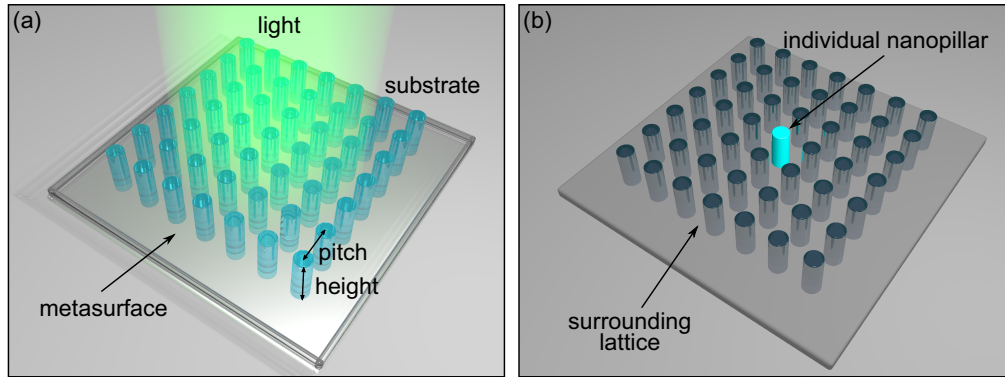 (a)
light
substrate
pitch
height
metasurface
(b)
individual nanopillar
surrounding
lattice